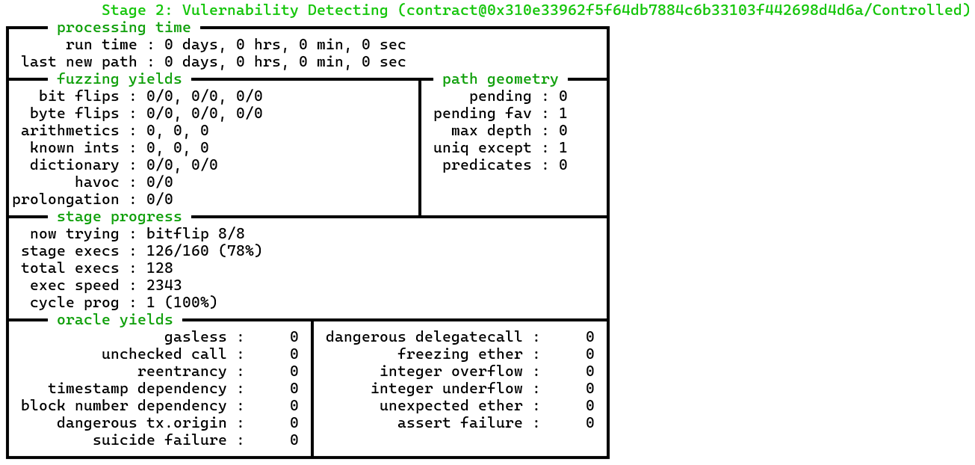 Stage 2: Vulernability Detecting (contract@0x310e33962f5f64db7884c6b33103f442698d4d6a/Controlled)
processing time
run time : 0 days, 0 hrs, 0 min, 0 sec
last new path : 0 days, 0 hrs, 0 min, 0 sec
fuzzing yields
bit flips : 0/0, 0/0, 0/0
byte flips : 0/0, 0/0, 0/0
arithmetics : 0, 0, 0
known ints : 0, 0, 0
dictionary : 0/0, 0/0
havoc : 0/0
prolongation : 0/0
path geometry
pending : 0
pending fav : 1
max depth : 0
uniq except : 1
predicates : 0
stage progress
now trying : bitflip 8/8
stage execs : 126/160 (78%)
total execs : 128
exec speed : 2343
cycle prog : 1 (100%)
oracle yields
gasless : 0
unchecked call : 0
reentrancy : 0
timestamp dependency : 0
block number dependency : 0
dangerous tx.origin : 0
suicide failure : 0
dangerous delegatecall : 0
freezing ether : 0
integer overflow : 0
integer underflow : 0
unexpected ether : 0
assert failure : 0